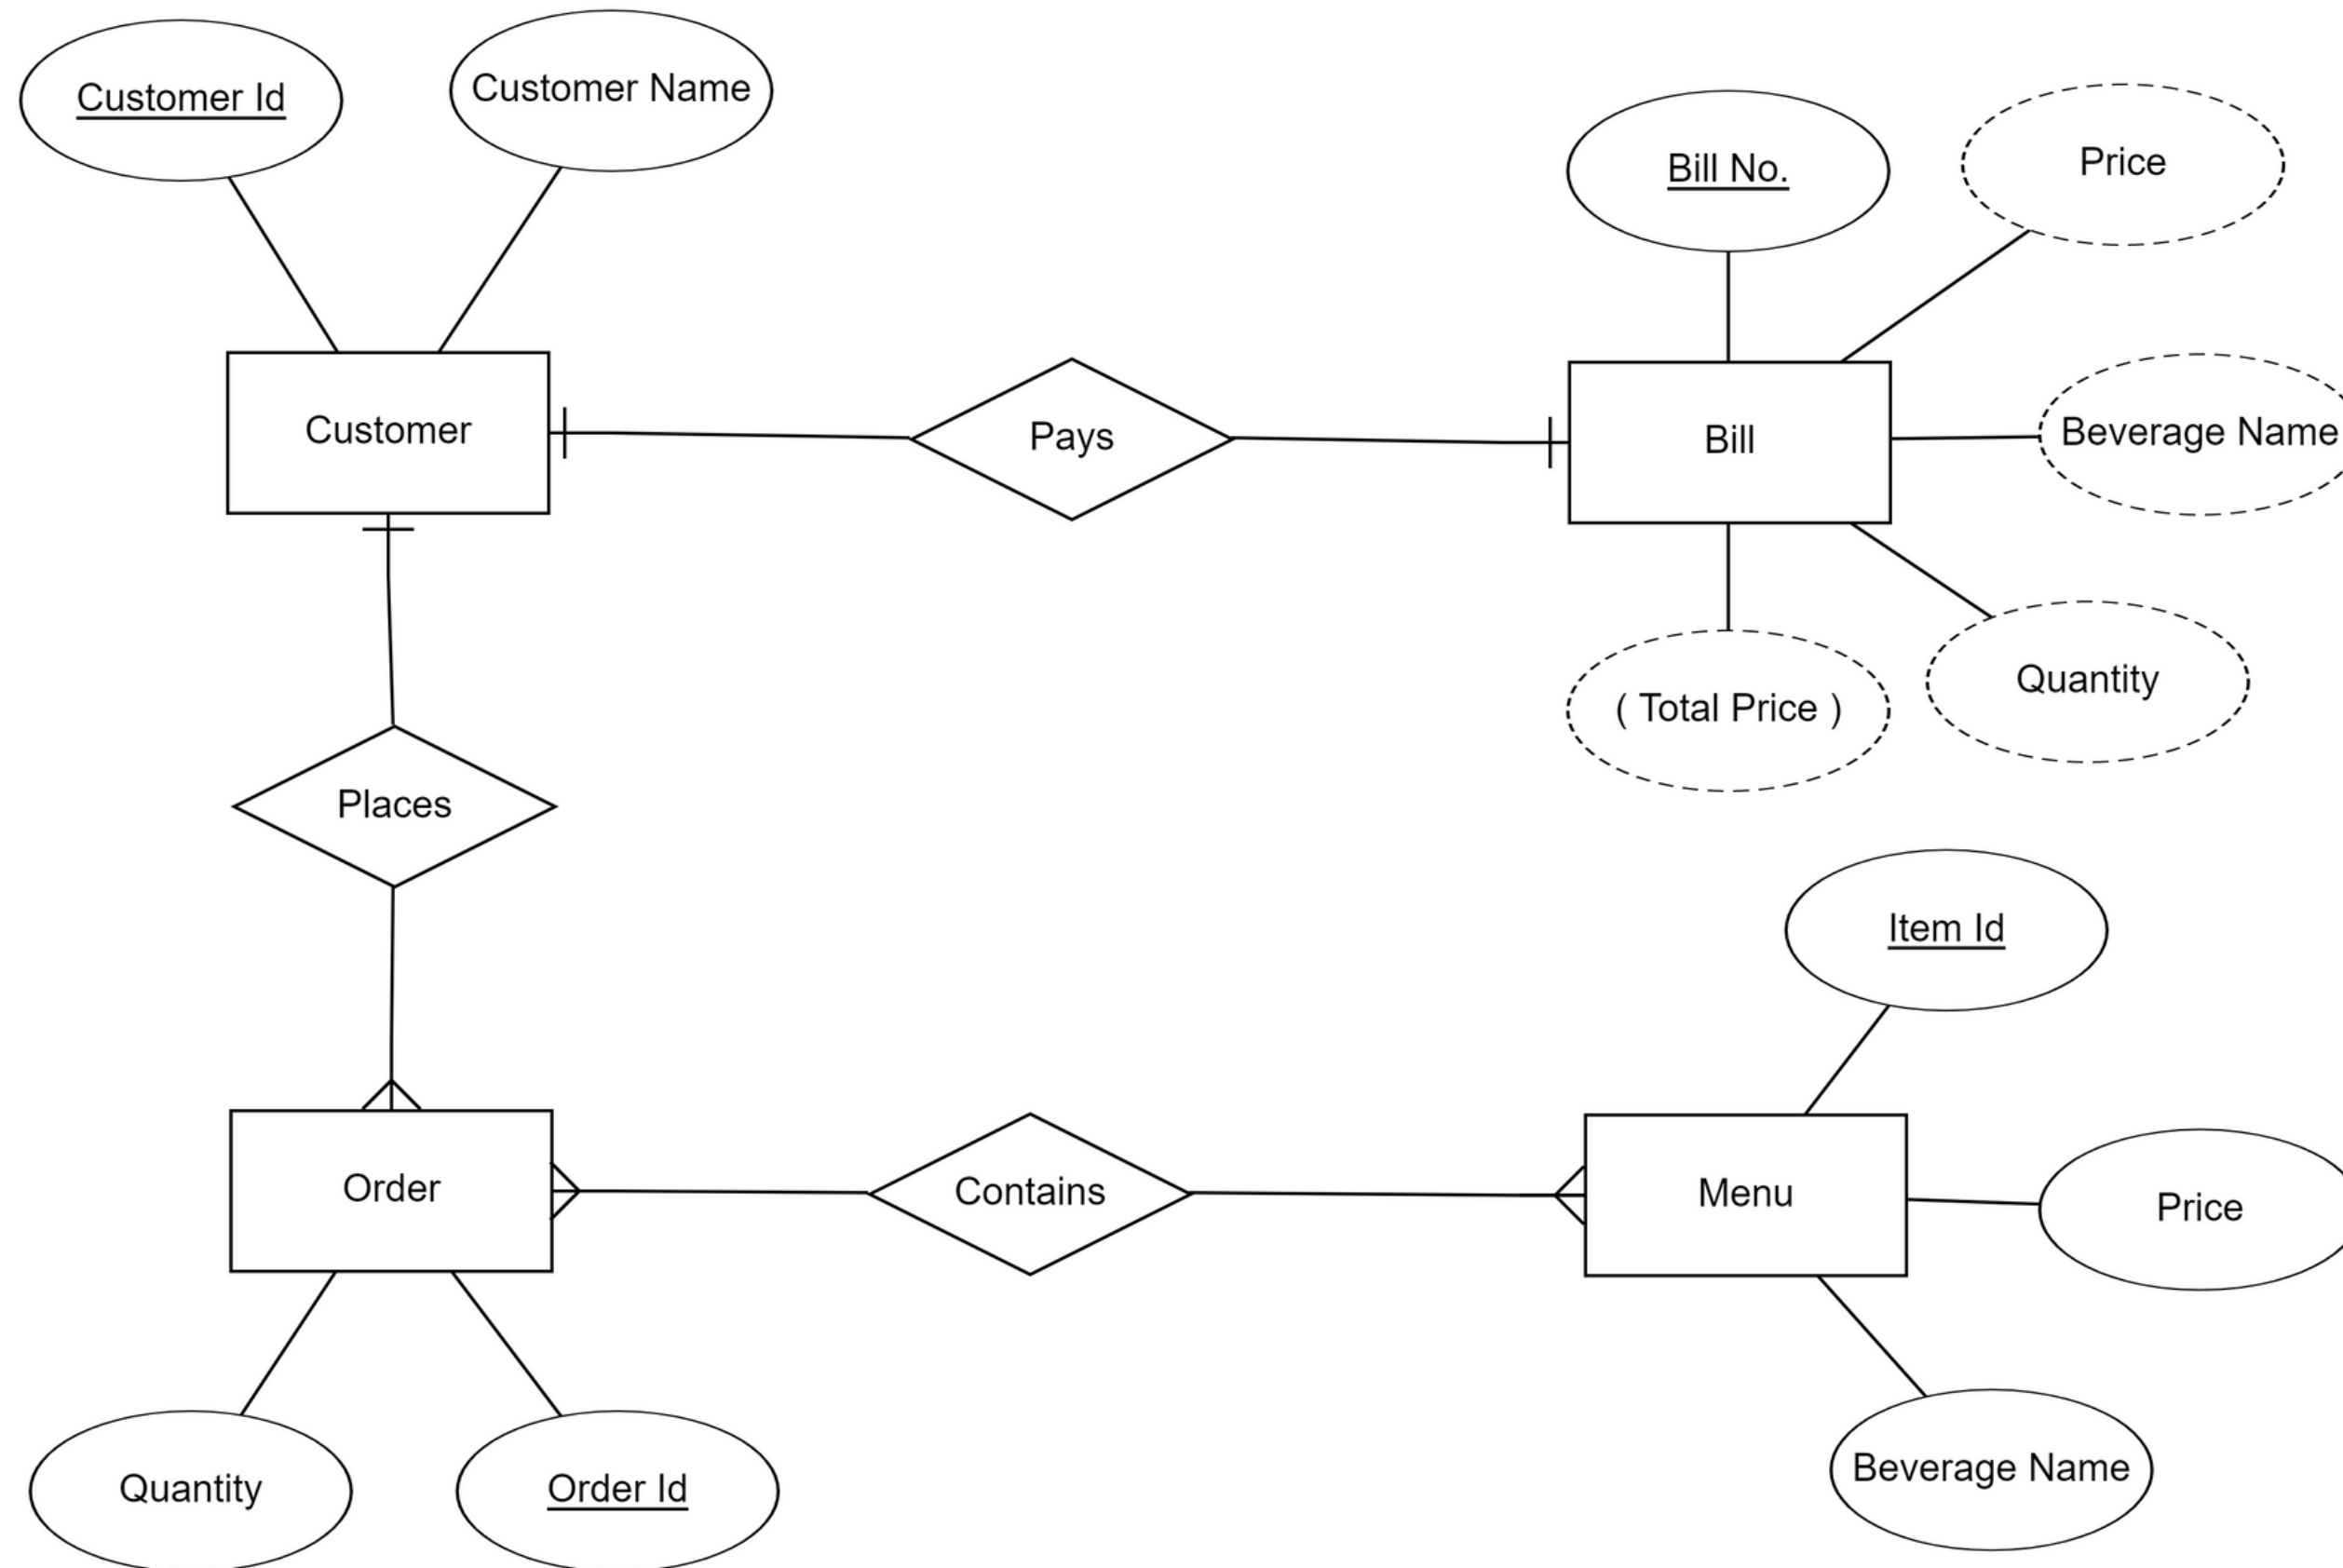 Customer Id
Customer Name
Bill No.
Price
Customer
Pays
Bill
Beverage Name
Quantity
( Total Price )
Places
Item Id
Order
Contains
Menu
Price
Quantity
Order Id
Beverage Name